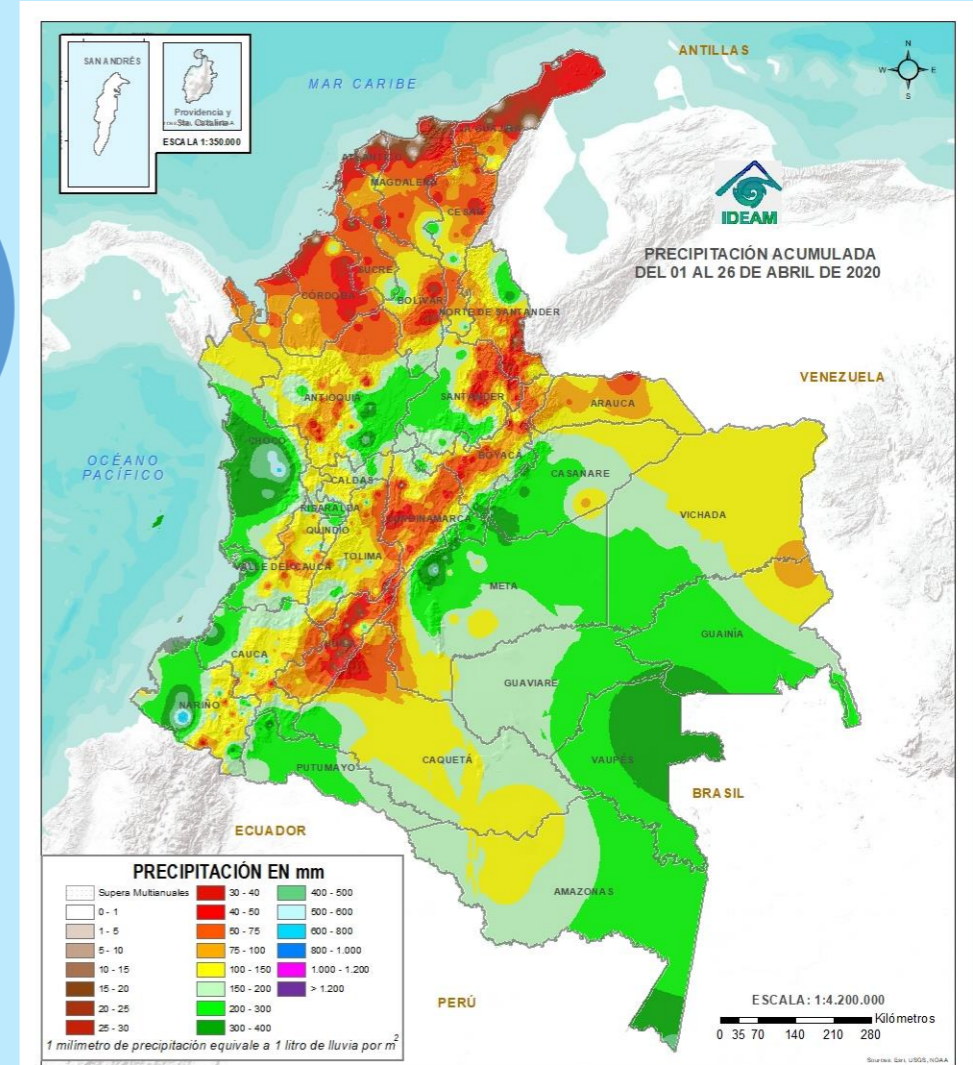 SAN ANDRÉS
Providencia y
Sta. Catalina
ESCALA 1:350.000
MAR CARIBE
ANTILLAS
N
W
E
S
IDEAM
PRECIPITACIÓN ACUMULADA
DEL 01 AL 26 DE ABRIL DE 2020
LA GUAJIRA
ATLÁNTICO
MAGDALENA
CESAR
SUCRE
CÓRDOBA
BOLÍVAR
NORTE DE SANTANDER
VENEZUELA
ANTIOQUIA
SANTANDER
ARAUCA
CHOCÓ
BOYACÁ
CASANARE
OCÉANO
PACÍFICO
CALDAS
RISARALDA
CUNDINAMARCA
VICHADA
QUINDÍO
TOLIMA
VALLE DEL CAUCA
META
GUAINÍA
CAUCA
HUILA
GUAVIARE
NARIÑO
CAQUETÁ
VAUPÉS
PUTUMAYO
BRASIL
ECUADOR
AMAZONAS
PERÚ
PRECIPITACIÓN EN mm
Supera Multianuales
0 - 1
1 - 5
5 - 10
10 - 15
15 - 20
20 - 25
25 - 30
30 - 40
40 - 50
50 - 75
75 - 100
100 - 150
150 - 200
200 - 300
300 - 400
400 - 500
500 - 600
600 - 800
800 - 1.000
1.000 - 1.200
> 1.200
1 milímetro de precipitación equivale a 1 litro de lluvia por m²
ESCALA: 1:4.200.000
Kilómetros
0 35 70 140 210 280
Sources: Esri, USGS, NOAA